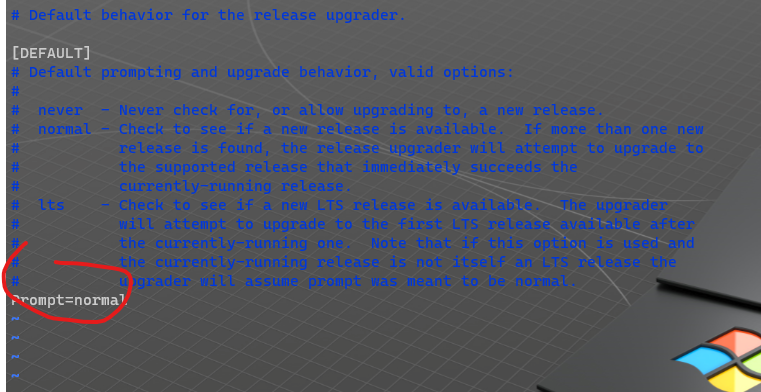 # Default behavior for the release upgrader.
[DEFAULT]
# Default prompting and upgrade behavior, valid options:
#
#  never  - Never check for, or allow upgrading to, a new release.
#  normal - Check to see if a new release is available.  If more than one new
#           release is found, the release upgrader will attempt to upgrade to
#           the supported release that immediately succeeds the
#           currently-running release.
#  lts    - Check to see if a new LTS release is available.  The upgrader
#           will attempt to upgrade to the first LTS release available after
#           the currently-running one.  Note that if this option is used and
#           the currently-running release is not itself an LTS release the
#           upgrader will assume prompt was meant to be normal.
Prompt=normal
~
~
~
~